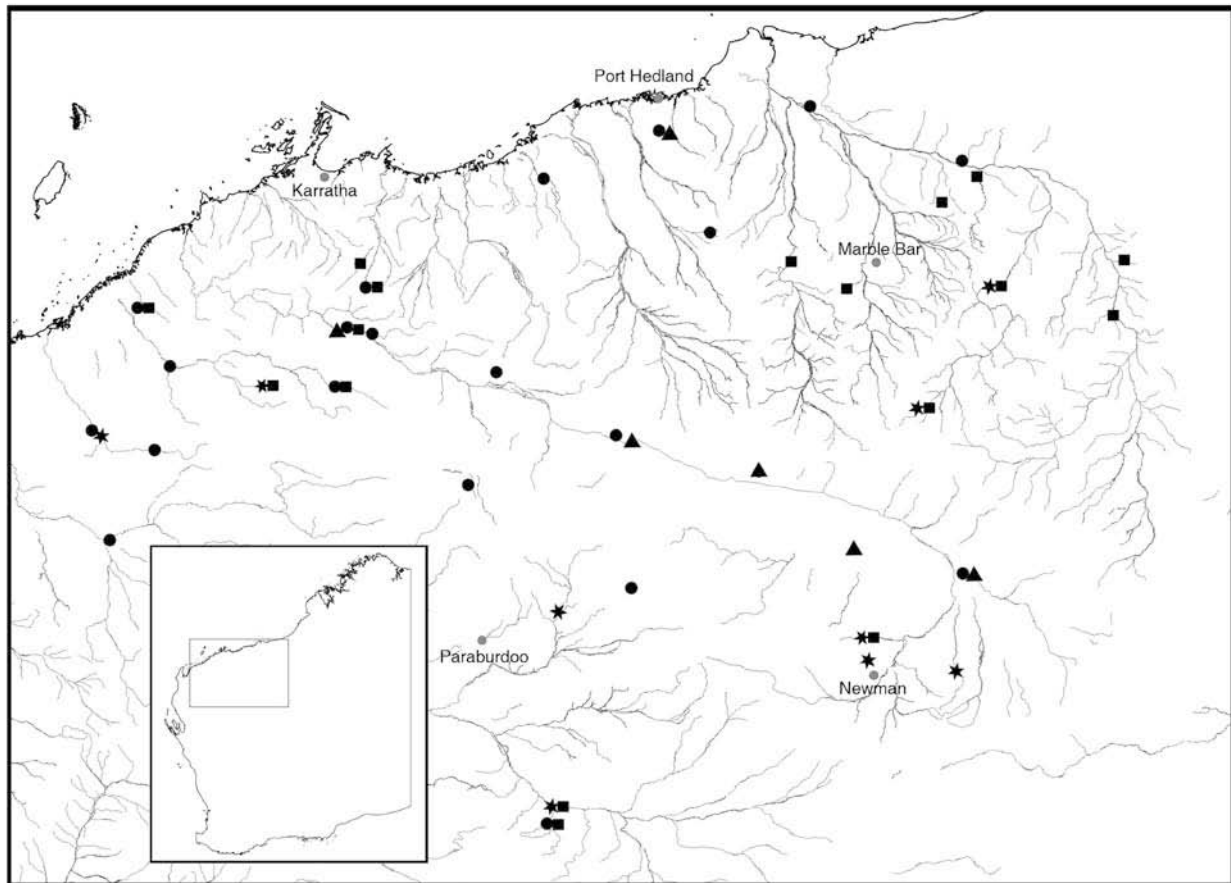 Port Hedland
Karratha
Marble Bar
Paraburdoo
Newman